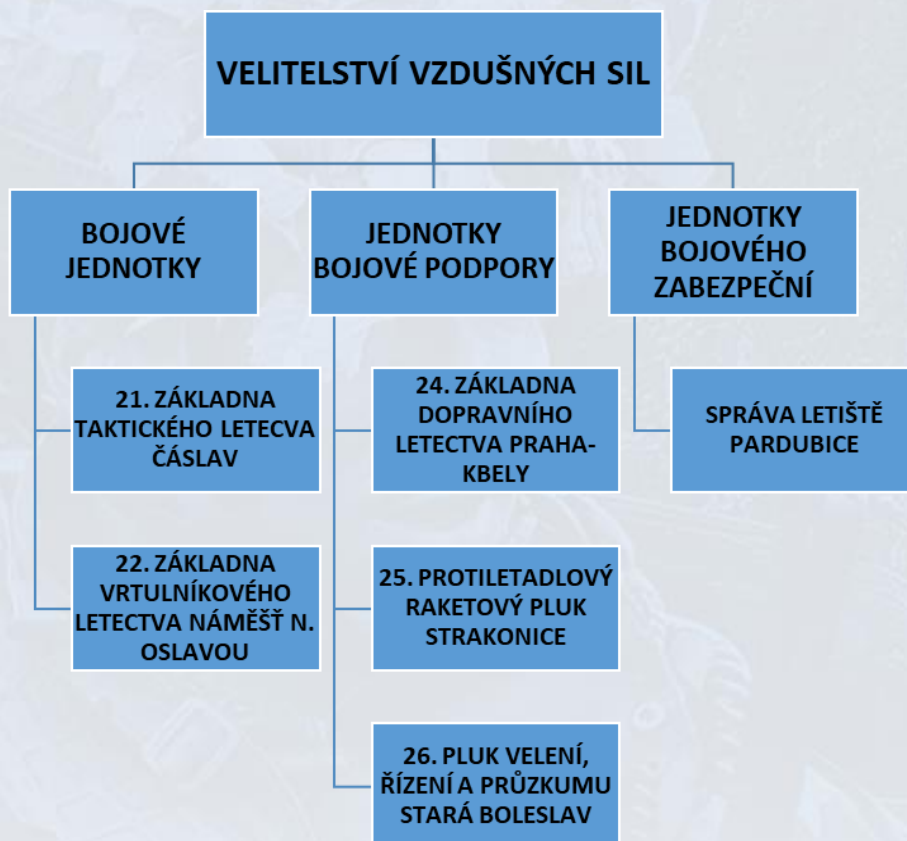 VELITELSTVÍ VZDUŠNÝCH SIL
BOJOVÉ
JEDNOTKY
JEDNOTKY
BOJOVÉ PODPORY
JEDNOTKY
BOJOVÉHO
ZABEZPEČNÍ
21. ZÁKLADNA
TAKTICKÉHO LETECVA
ČÁSLAV
22. ZÁKLADNA
VRTULNÍKOVÉHO
LETECTVA NÁMĚŠŤ N.
OSLAVOU
24. ZÁKLADNA
DOPRAVNÍHO
LETECTVA PRAHA-
KBELY
25. PROTILETADLOVÝ
RAKETOVÝ PLUK
STRAKONICE
26. PLUK VELENÍ,
ŘÍZENÍ A PRŮZKUMU
STARÁ BOLESLAV
SPRÁVA LETIŠTĚ
PARDUBICE